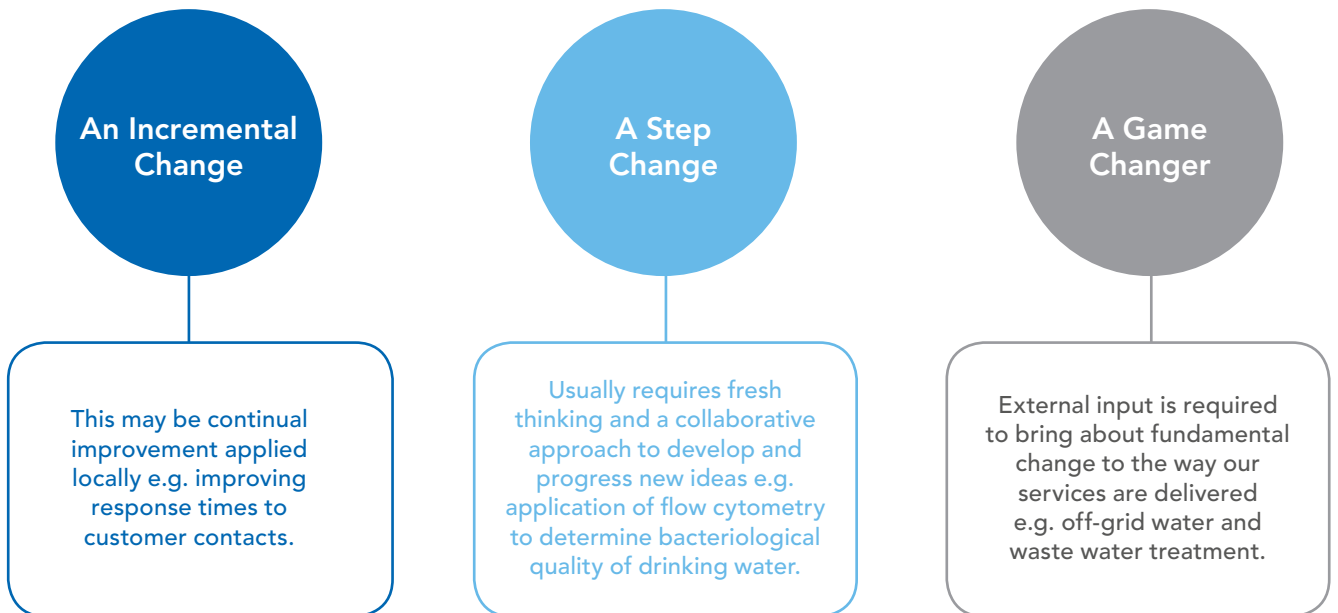 An Incremental
Change
This may be continual
improvement applied
locally e.g. improving
response times to
customer contacts.
A Step
Change
Usually requires fresh
thinking and a collaborative
approach to develop and
progress new ideas e.g.
application of flow cytometry
to determine bacteriological
quality of drinking water.
A Game
Changer
External input is required
to bring about fundamental
change to the way our
services are delivered
e.g. off-grid water and
waste water treatment.